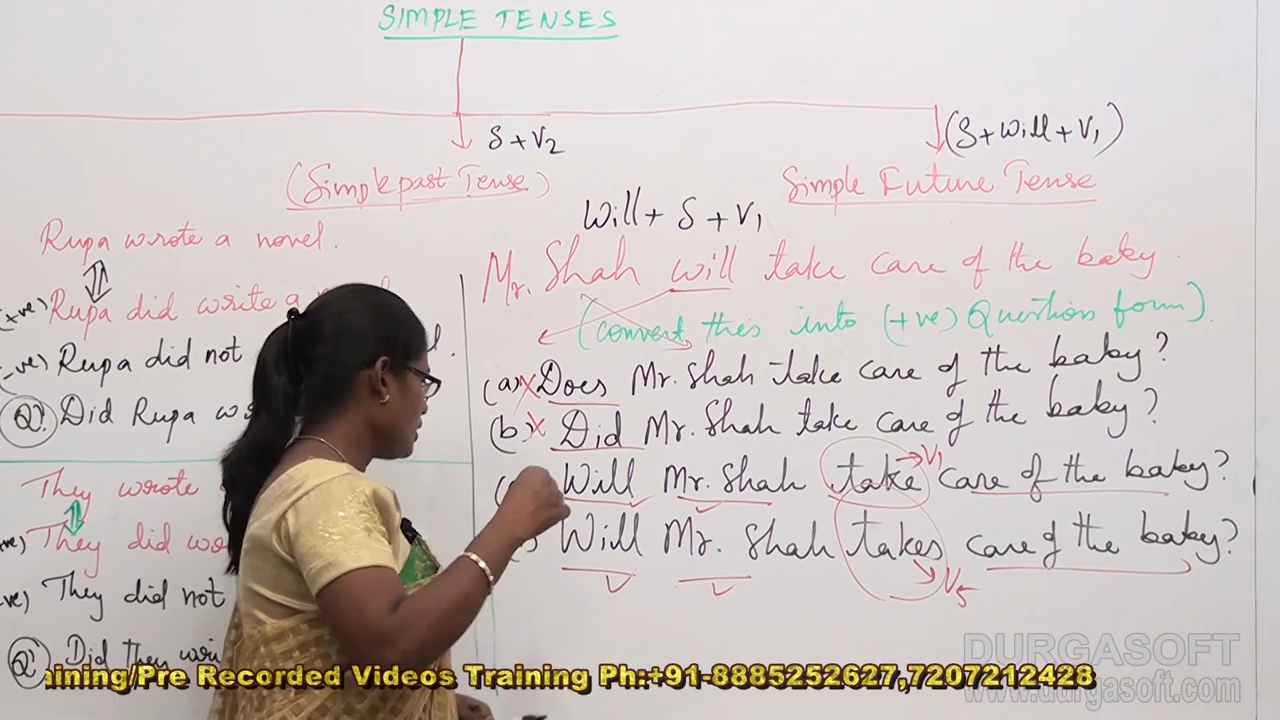 SIMPLE TENSES
S + V2
(Simple past Tense)
Rupa wrote a novel.
(+ve) Rupa did write a
(-ve) Rupa did not
Q? Did Rupa
They wrote
They did
They did not
Q? Did they
(S + Will + V1)
Simple Future Tense
Will + S + V1
Mr. Shah will take care of the baby.
(convert this into (+ve) Question form)
(a) X Does Mr. Shah take care of the baby?
(b) X Did Mr. Shah take care of the baby?
Will Mr. Shah take V1 care of the baby?
Will Mr. Shah takes V5 care of the baby?
DURGASOFT
www.durgasoft.com
aining/Pre Recorded Videos Training Ph:+91-8885252627,7207212428